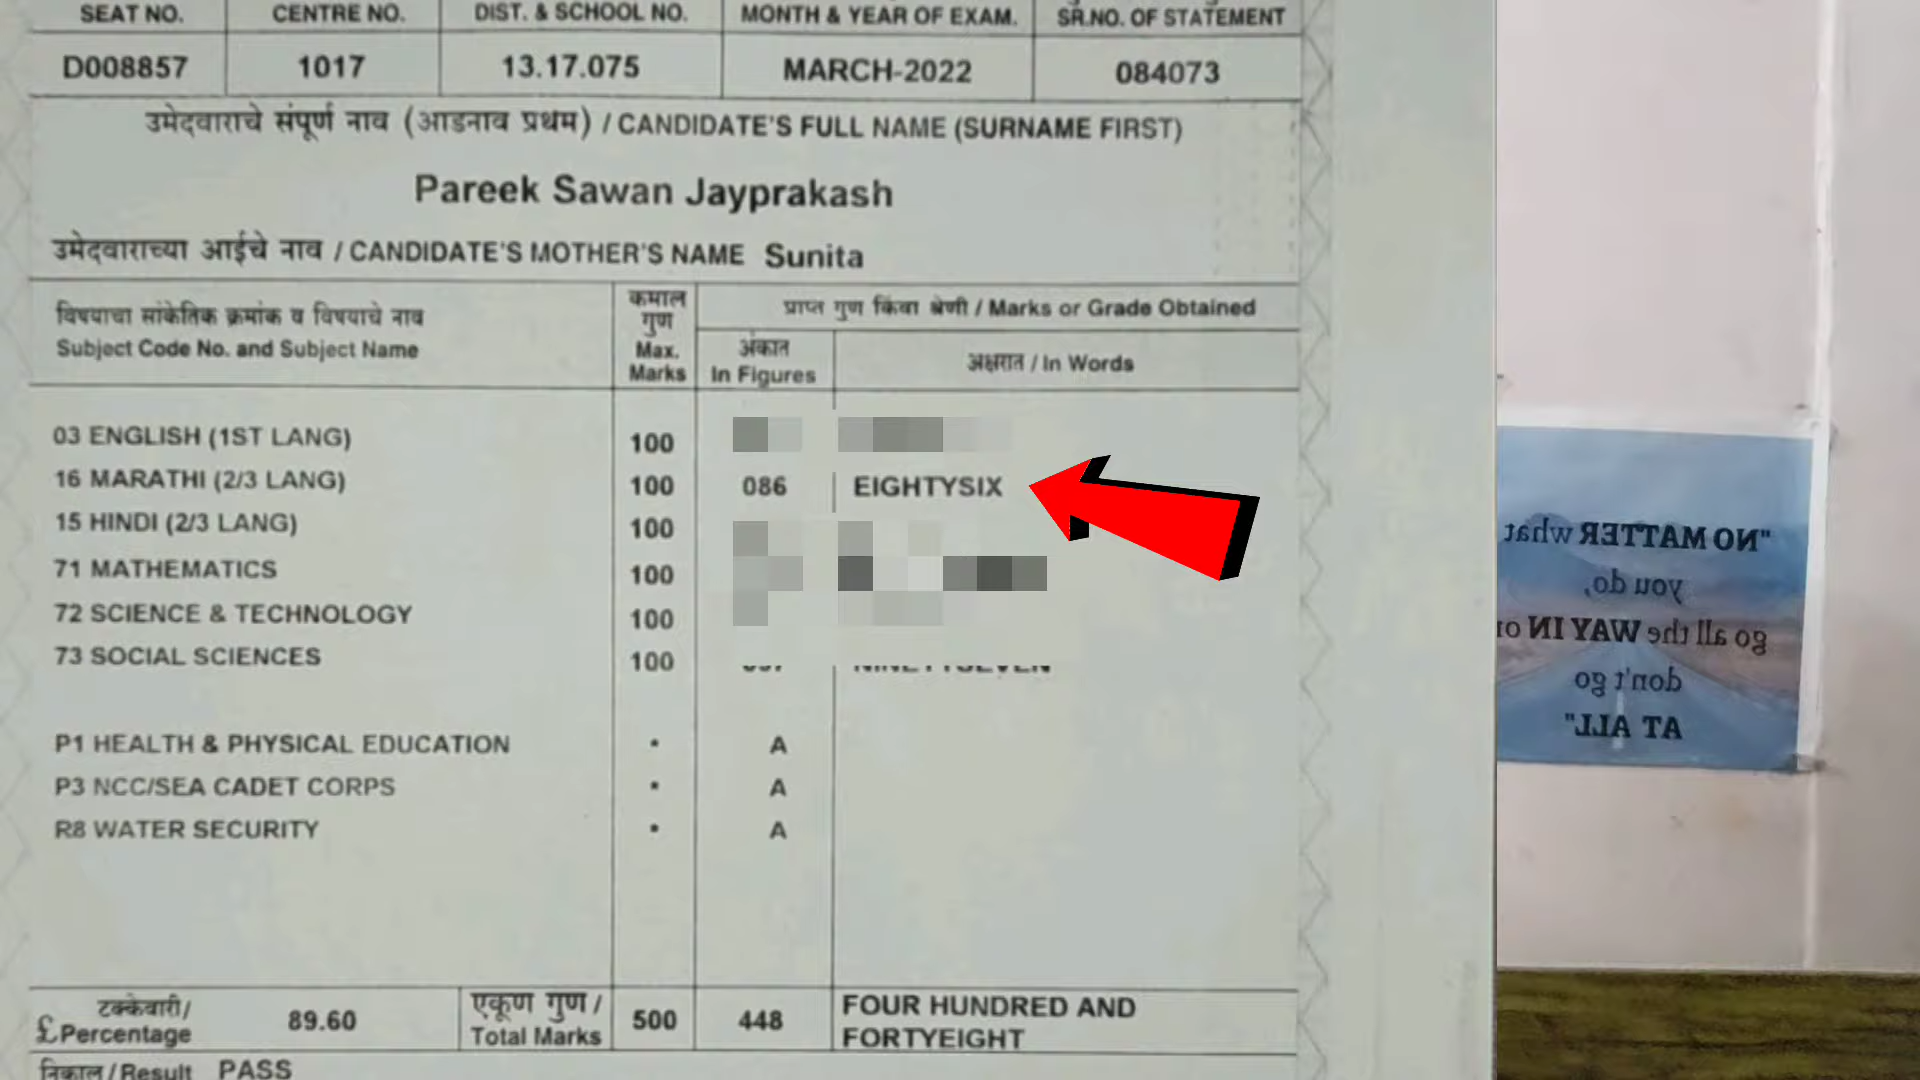 SEAT NO. CENTRE NO. DIST. & SCHOOL NO. MONTH & YEAR OF EXAM. SR.NO. OF STATEMENT
D008857 1017 13.17.075 MARCH-2022 084073
उमेदवाराचे संपूर्ण नाव (आडनाव प्रथम) / CANDIDATE'S FULL NAME (SURNAME FIRST)
Pareek Sawan Jayprakash
उमेदवाराच्या आईचे नाव / CANDIDATE'S MOTHER'S NAME Sunita
विषयाचा सांकेतिक क्रमांक व विषयाचे नाव
Subject Code No. and Subject Name
कमाल
गुण
Max.
Marks
प्राप्त गुण किंवा श्रेणी / Marks or Grade Obtained
अंकात
In Figures
अक्षरात / In Words
03 ENGLISH (1ST LANG) 100
16 MARATHI (2/3 LANG) 100 086 EIGHTYSIX
15 HINDI (2/3 LANG) 100
71 MATHEMATICS 100
72 SCIENCE & TECHNOLOGY 100
73 SOCIAL SCIENCES 100
P1 HEALTH & PHYSICAL EDUCATION • A
P3 NCC/SEA CADET CORPS • A
R8 WATER SECURITY • A
टक्केवारी/
£Percentage
89.60
एकूण गुण /
Total Marks
500 448
FOUR HUNDRED AND
FORTYEIGHT
निकाल / Result PASS
"NO MATTER what
you do,
go all the WAY IN or
don't go
AT ALL"